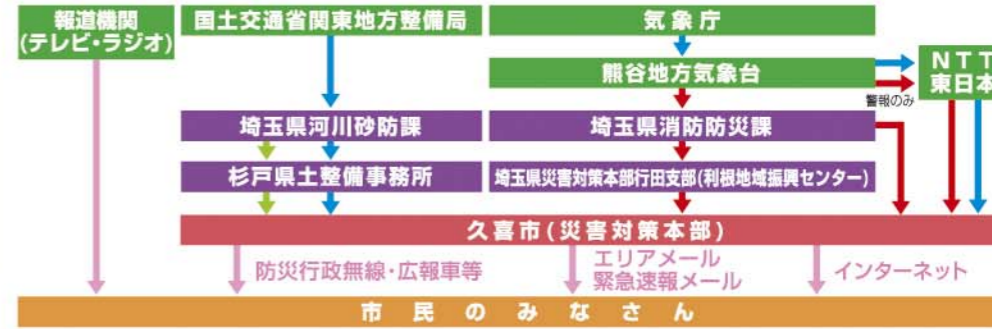 報道機関
(テレビ・ラジオ)
国土交通省関東地方整備局
気象庁
熊谷地方気象台
NTT
東日本
警報のみ
埼玉県河川砂防課
埼玉県消防防災課
杉戸県土整備事務所
埼玉県災害対策本部行田支部(利根地域振興センター)
久喜市(災害対策本部)
防災行政無線・広報車等
エリアメール
緊急速報メール
インターネット
市民のみなさん